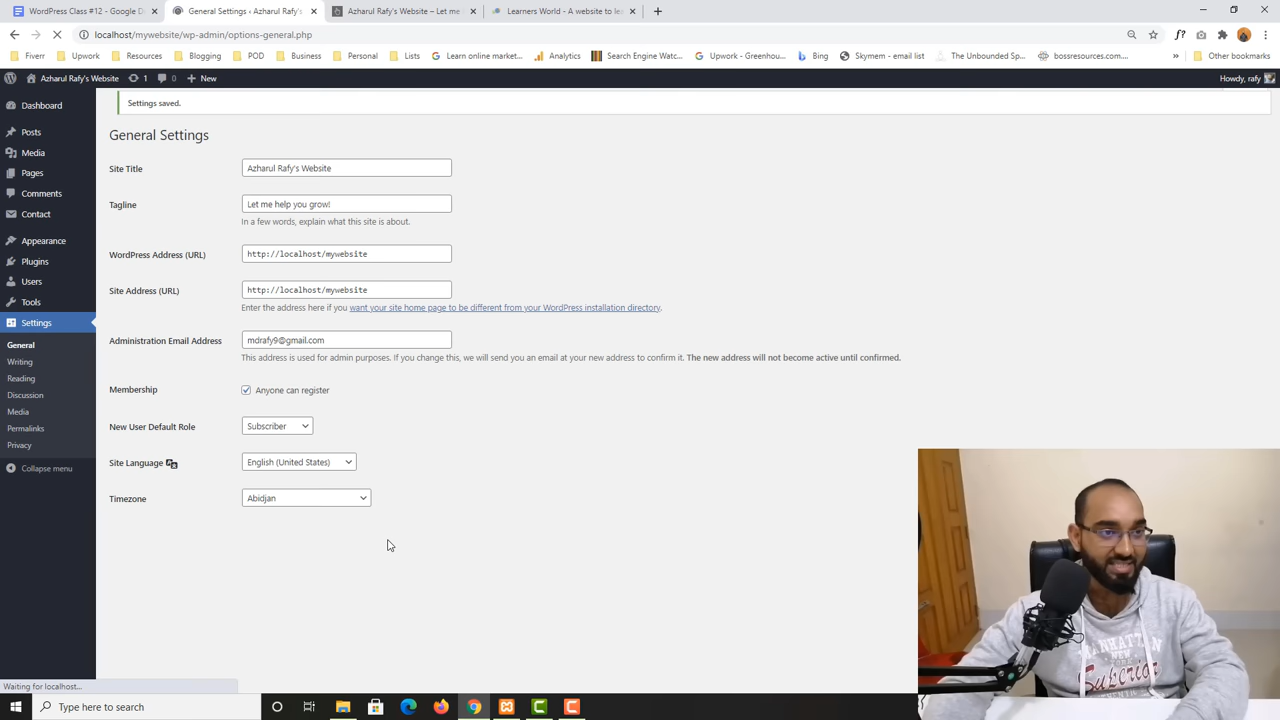 WordPress Class #12 - Google D
General Settings ‹ Azharul Rafy's
Azharul Rafy's Website – Let me
Learners World - A website to lea
localhost/mywebsite/wp-admin/options-general.php
Fiverr
Upwork
Resources
Blogging
POD
Business
Personal
Lists
Learn online market...
Analytics
Search Engine Watc...
Upwork - Greenhou...
Bing
Skymem - email list
The Unbounded Sp...
bossresources.com...
»
Other bookmarks
Azharul Rafy's Website
1
0
+ New
Howdy, rafy
Dashboard
Posts
Media
Pages
Comments
Contact
Appearance
Plugins
Users
Tools
Settings
General
Writing
Reading
Discussion
Media
Permalinks
Privacy
Collapse menu
Settings saved.
General Settings
Site Title
Azharul Rafy's Website
Tagline
Let me help you grow!
In a few words, explain what this site is about.
WordPress Address (URL)
http://localhost/mywebsite
Site Address (URL)
http://localhost/mywebsite
Enter the address here if you want your site home page to be different from your WordPress installation directory.
Administration Email Address
mdrafy9@gmail.com
This address is used for admin purposes. If you change this, we will send you an email at your new address to confirm it. The new address will not become active until confirmed.
Membership
Anyone can register
New User Default Role
Subscriber
Site Language
English (United States)
Timezone
Abidjan
MANHATTAN
NEW YORK
Superior
Waiting for localhost...
Type here to search